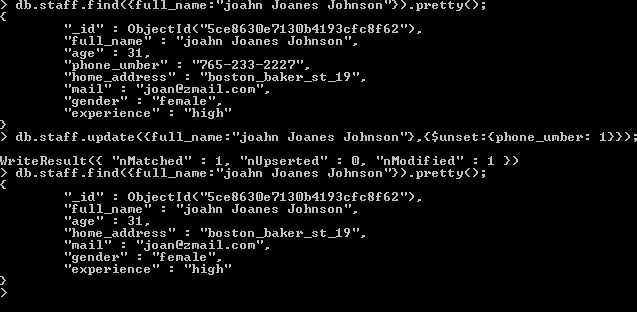 > db.staff.find({full_name:"joahn Joanes Johnson"}).pretty();
{
"_id" : ObjectId("5ce8630e7130b4193cfc8f62"),
"full_name" : "joahn Joanes Johnson",
"age" : 31,
"phone_umber" : "765-233-2227",
"home_address" : "boston_baker_st_19",
"mail" : "joan@zmail.com",
"gender" : "female",
"experience" : "high"
}
> db.staff.update({full_name:"joahn Joanes Johnson"},{$unset:{phone_umber: 1}});
WriteResult({ "nMatched" : 1, "nUpserted" : 0, "nModified" : 1 })
> db.staff.find({full_name:"joahn Joanes Johnson"}).pretty();
{
"_id" : ObjectId("5ce8630e7130b4193cfc8f62"),
"full_name" : "joahn Joanes Johnson",
"age" : 31,
"home_address" : "boston_baker_st_19",
"mail" : "joan@zmail.com",
"gender" : "female",
"experience" : "high"
}
>